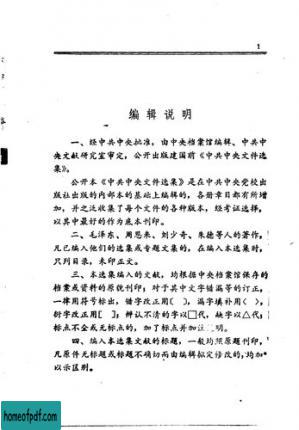 1
编辑说明
一、经中共中央批准，由中央档案馆编辑、中共中
央文献研究室审定，公开出版建国前《中共中央文件选
集》。
公开本《中共中央文件选集》是在中共中央党校出
版社出版的内部本的基础上编辑的，各册章目都有所增
加，并广泛收集了每个文件的各种版本，经考证选择，
以其中最好的作为底本刊印。
二、毛泽东、周恩来、刘少奇、朱德等人的著作，
凡已编入他们的选集或专题文集的，在编入本选集时，
只列目录，未印正文。
三、本选集编入的文献，均根据中央档案馆保存的
档案或资料的原貌刊印；对于其中文字错漏等的订正，
一律用符号标出，错字改正用〔 〕，漏字填补用（ ），
衍字改正用［ ］；辨认不清的字以□代，缺字以△代；
标点不全或无标点的，加了标点并加注明。
四、编入本选集文献的标题，一般均按原题刊印，
凡原件无标题或标题不确切而由编辑拟定修改的，均加*
以示区别。
homeofpdf.com
homeofpdf.com